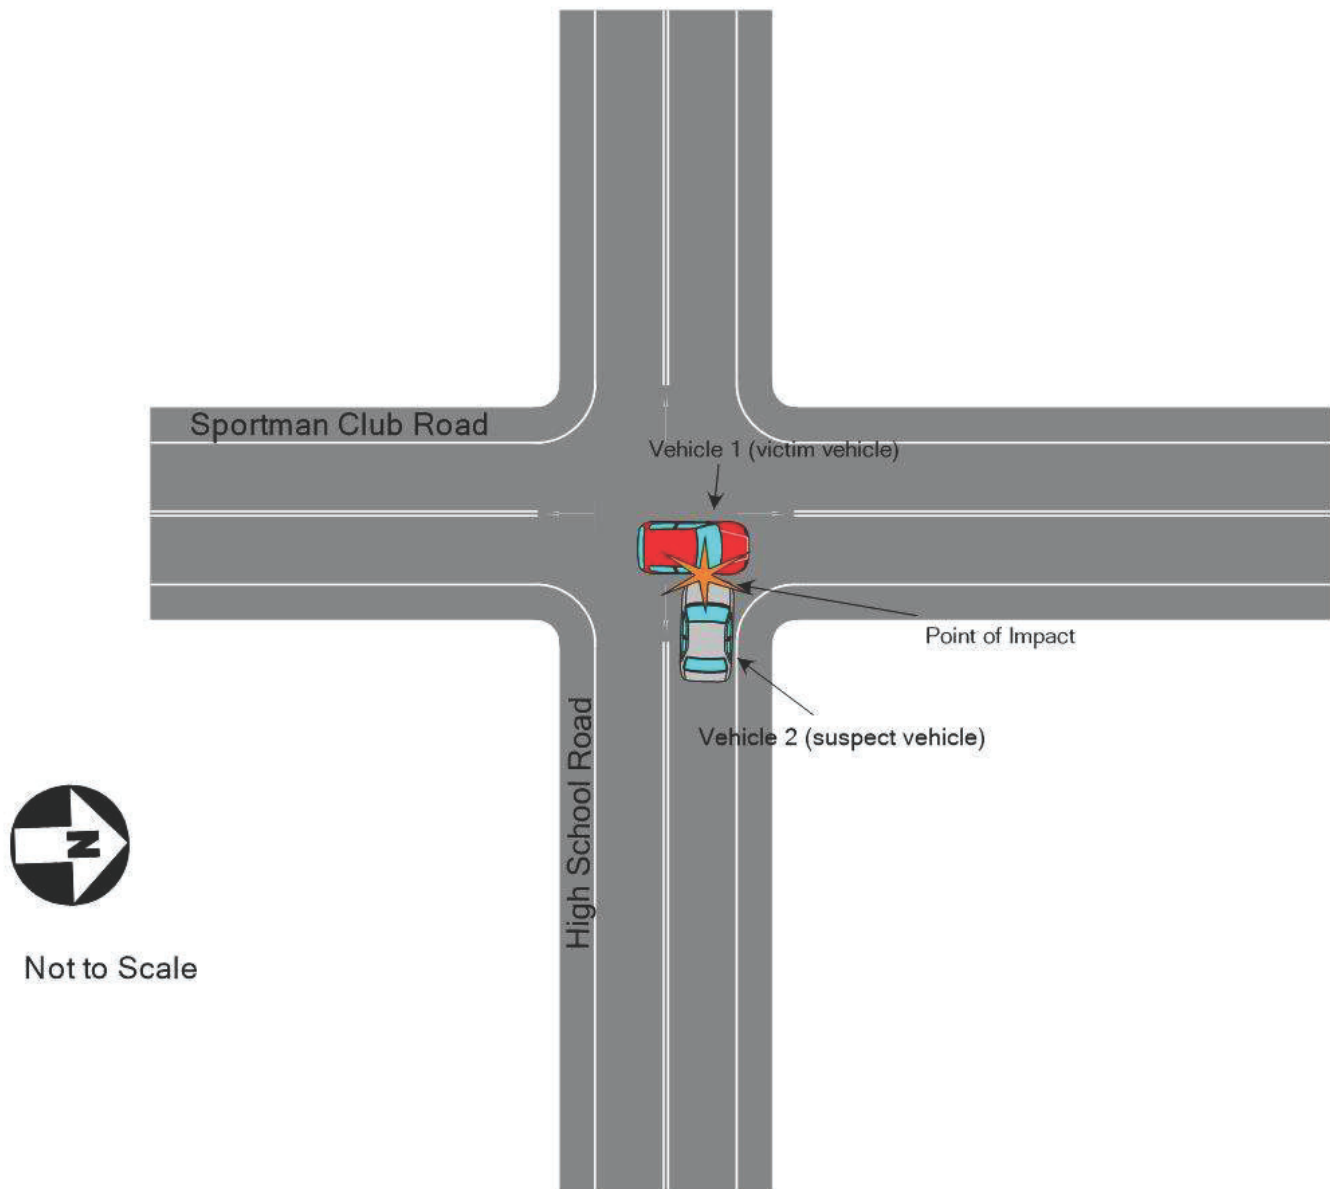 Sportman Club Road
Vehicle 1 (victim vehicle)
Point of Impact
Vehicle 2 (suspect vehicle)
High School Road
N
Not to Scale